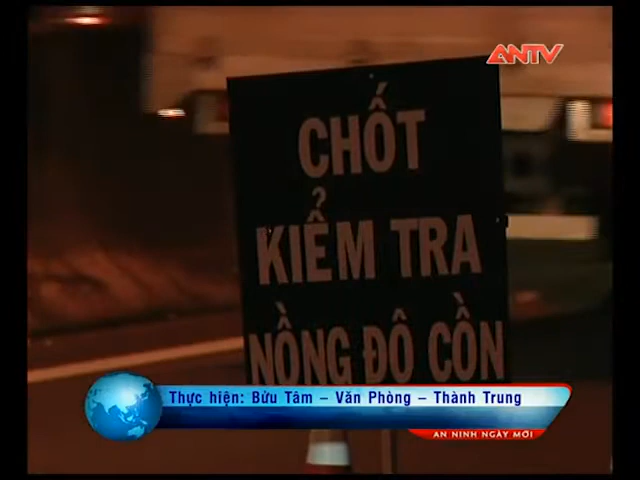 ANTV
CHỐT
KIỂM TRA
NỒNG ĐỘ CỒN
Thực hiện: Bửu Tâm – Văn Phòng – Thành Trung
AN NINH NGÀY MỚI